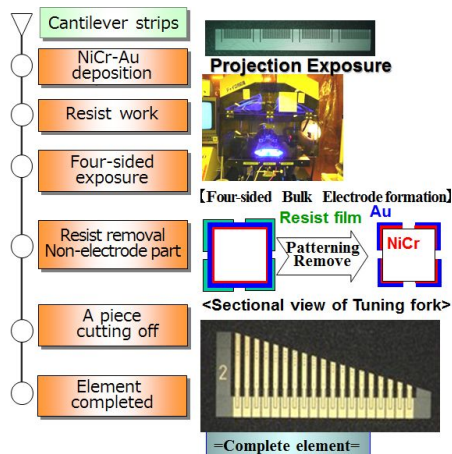 Cantilever strips
NiCr-Au
deposition
Resist work
Four-sided
exposure
Resist removal
Non-electrode part
A piece
cutting off
Element
completed
Projection Exposure
【Four-sided Bulk Electrode formation】
Resist film
Au
Patterning
Remove
NiCr
<Sectional view of Tuning fork>
2
=Complete element=